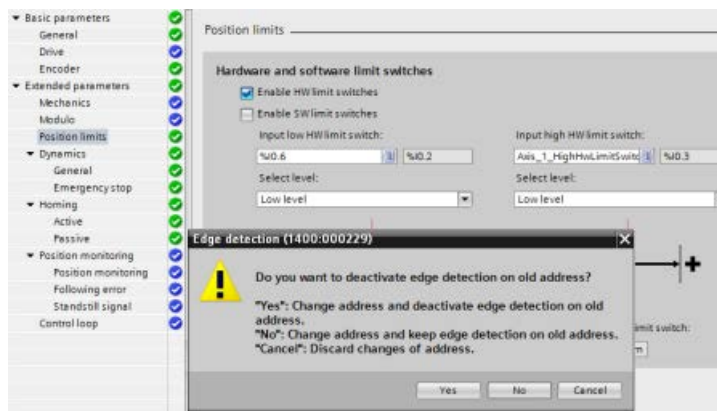 Basic parameters
General
Drive
Encoder
Extended parameters
Mechanics
Modulo
Position limits
Dynamics
General
Emergency stop
Homing
Active
Passive
Position monitoring
Position monitoring
Following error
Standstill signal
Control loop
Position limits
Hardware and software limit switches
Enable HW limit switches
Enable SW limit switches
Input low HW limit switch:
Input high HW limit switch:
%I0.6
%I0.2
Axis_1_HighHwLimitSwitc
%I0.3
Select level:
Select level:
Low level
Low level
Edge detection (1400:000229)
Do you want to deactivate edge detection on old address?
"Yes": Change address and deactivate edge detection on old
address.
"No": Change address and keep edge detection on old address.
"Cancel": Discard changes of address.
Yes
No
Cancel
limit switch: